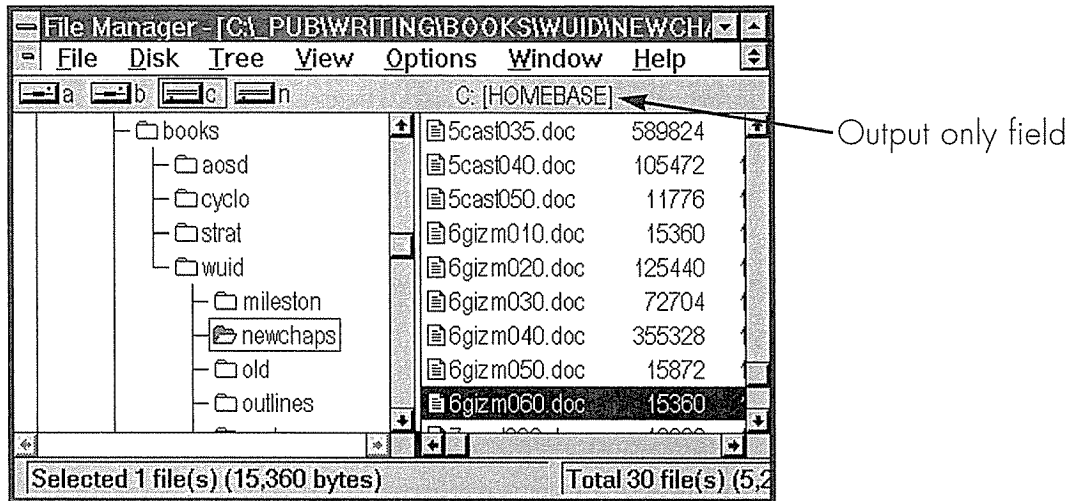 File Manager - [C:\_PUB\WRITING\BOOKS\WUID\NEWCHA
File Disk Tree View Options Window Help
a b c n C: [HOMEBASE]
Output only field
books
aosd
cyclo
strat
wuid
mileston
newchaps
old
outlines
5cast035.doc 589824
5cast040.doc 105472
5cast050.doc 11776
6gizm010.doc 15360
6gizm020.doc 125440
6gizm030.doc 72704
6gizm040.doc 355328
6gizm050.doc 15872
6gizm060.doc 15360
Selected 1 file(s) (15,360 bytes)
Total 30 file(s) (5,2